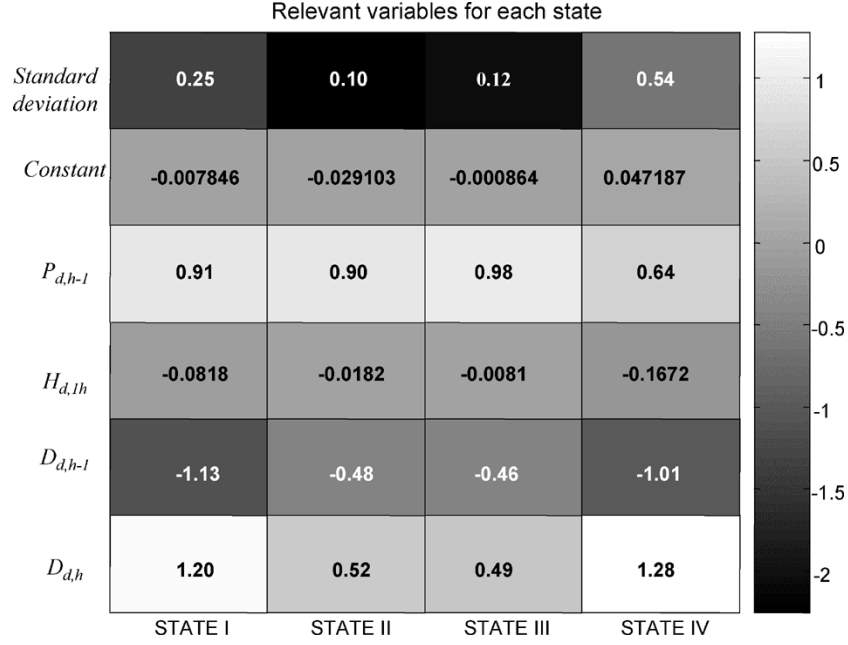 Relevant variables for each state
Standard deviation 0.25 0.10 0.12 0.54
Constant -0.007846 -0.029103 -0.000864 0.047187
P d,h-1 0.91 0.90 0.98 0.64
H d,1h -0.0818 -0.0182 -0.0081 -0.1672
D d,h-1 -1.13 -0.48 -0.46 -1.01
D d,h 1.20 0.52 0.49 1.28
STATE I STATE II STATE III STATE IV
1
0.5
0
-0.5
-1
-1.5
-2